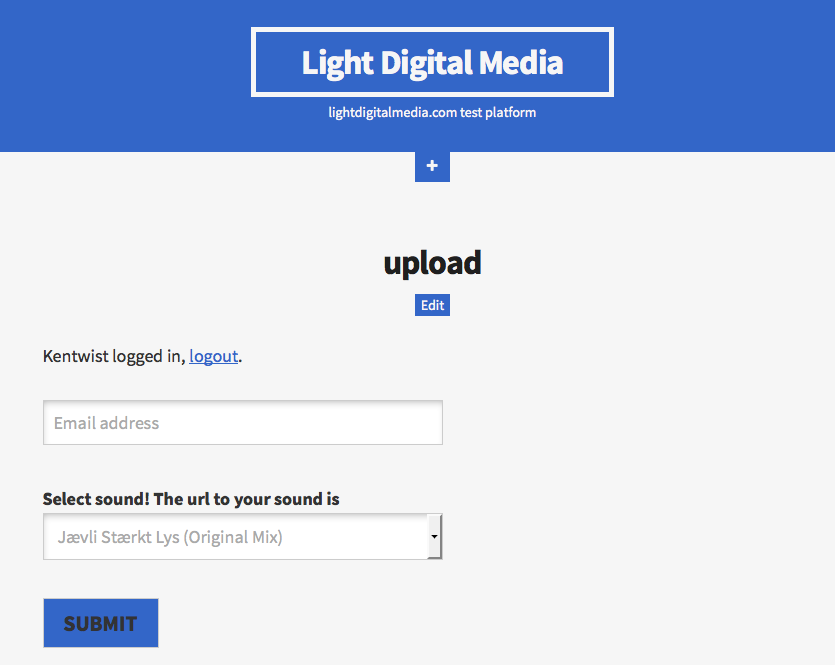 Light Digital Media
lightdigitalmedia.com test platform
+
upload
Edit
Kentwist logged in, logout.
Email address
Select sound! The url to your sound is
Jævli Stærkt Lys (Original Mix)
SUBMIT